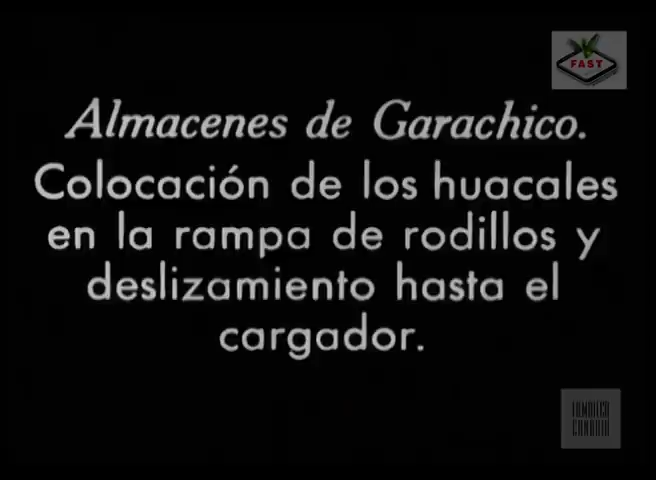 FAST
Almacenes de Garachico.
Colocación de los huacales
en la rampa de rodillos y
deslizamiento hasta el
cargador.